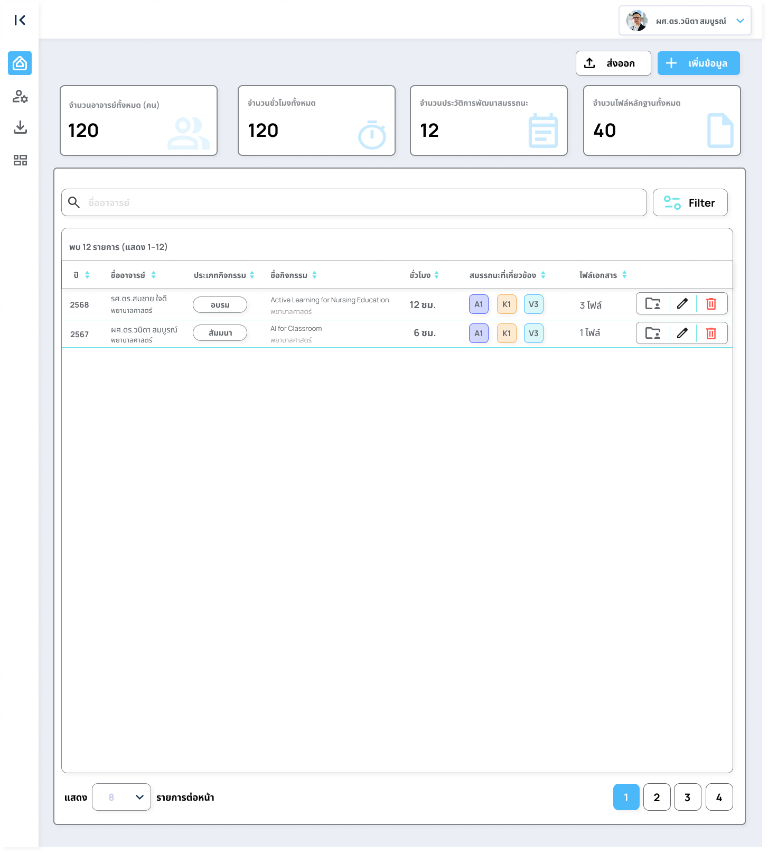 ผศ.ดร.วนิดา สมบูรณ์
ส่งออก
เพิ่มข้อมูล
จำนวนอาจารย์ทั้งหมด (คน)
120
จำนวนชั่วโมงทั้งหมด
120
จำนวนประวัติการพัฒนาสมรรถนะ
12
จำนวนไฟล์หลักฐานทั้งหมด
40
ชื่ออาจารย์
Filter
พบ 12 รายการ (แสดง 1-12)
ปี ชื่ออาจารย์ ประเภทกิจกรรม ชื่อกิจกรรม ชั่วโมง สมรรถนะที่เกี่ยวข้อง ไฟล์เอกสาร
2568 รศ.ดร.สมชาย ใจดี อบรม Active Learning for Nursing Education 12 ชม. A1 K1 V3 3 ไฟล์
พยาบาลศาสตร์ พยาบาลศาสตร์
2567 ผศ.ดร.วนิดา สมบูรณ์ สัมมนา AI for Classroom 6 ชม. A1 K1 V3 1 ไฟล์
พยาบาลศาสตร์ พยาบาลศาสตร์
แสดง 8 รายการต่อหน้า
1 2 3 4